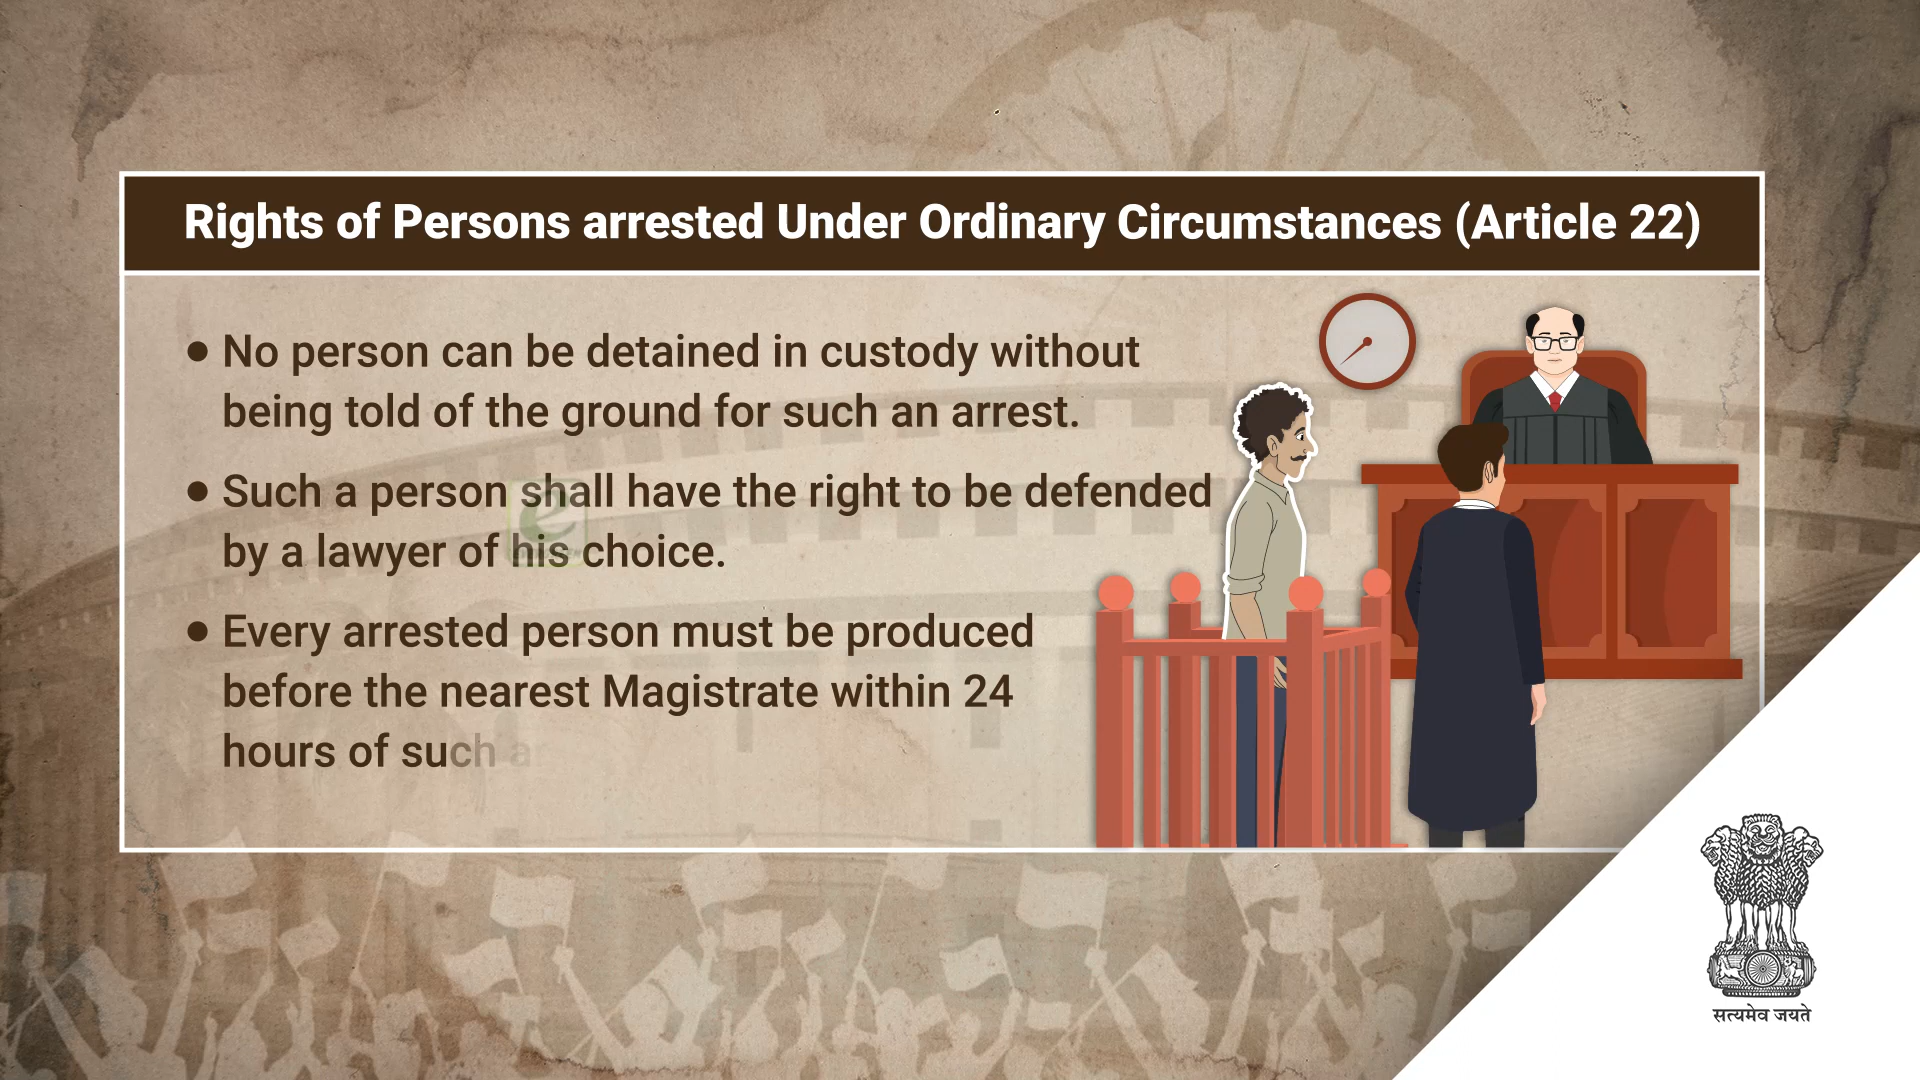 Rights of Persons arrested Under Ordinary Circumstances (Article 22)
• No person can be detained in custody without
being told of the ground for such an arrest.
• Such a person shall have the right to be defended
by a lawyer of his choice.
• Every arrested person must be produced
before the nearest Magistrate within 24
hours of such a
सत्यमेव जयते